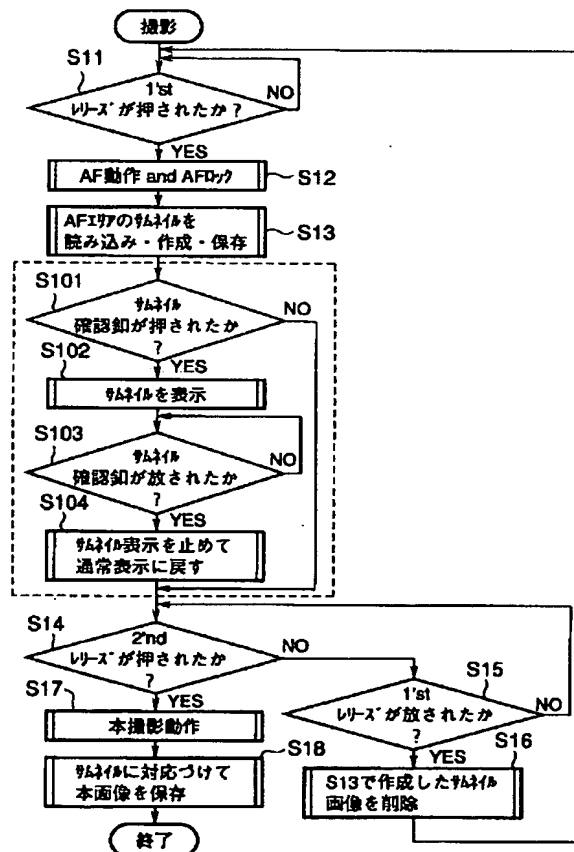 撮影
S11
1'st
ﾚﾘｰｽﾞが押されたか?
NO
YES
AF動作 and AFﾛｯｸ
S12
AFｴﾘｱのｻﾑﾈｲﾙを
読み込み・作成・保存
S13
S101
ｻﾑﾈｲﾙ
確認釦が押されたか
?
NO
YES
S102
ｻﾑﾈｲﾙを表示
S103
ｻﾑﾈｲﾙ
確認釦が放されたか
?
NO
YES
S104
ｻﾑﾈｲﾙ表示を止めて
通常表示に戻す
S14
2'nd
ﾚﾘｰｽﾞが押されたか
?
NO
YES
S15
1'st
ﾚﾘｰｽﾞが放されたか
?
NO
YES
S17
本撮影動作
S16
S13で作成したｻﾑﾈｲﾙ
画像を削除
S18
ｻﾑﾈｲﾙに対応づけて
本画像を保存
終了